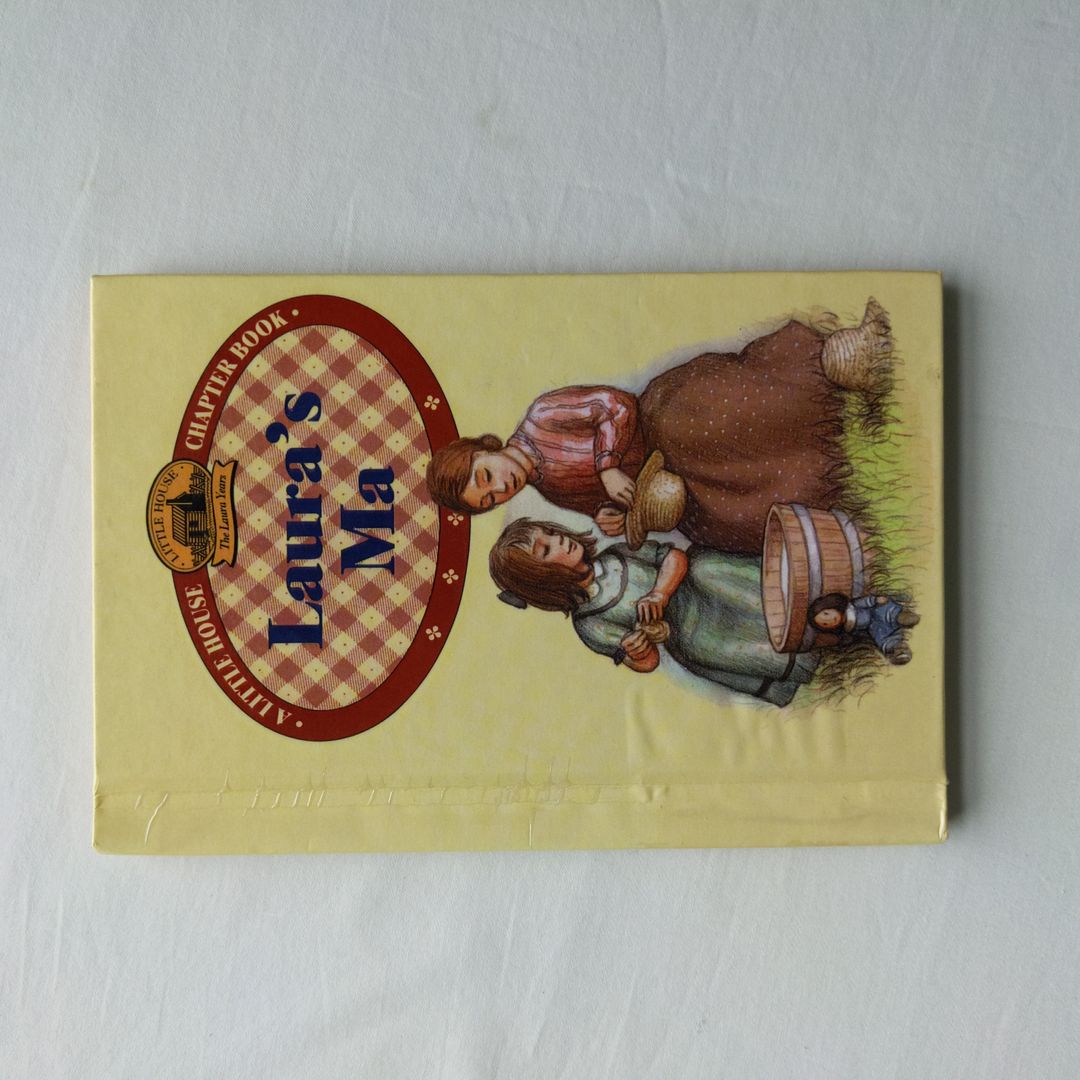 A LITTLE HOUSE CHAPTER BOOK
LITTLE HOUSE
The Laura Years
Laura's
Ma